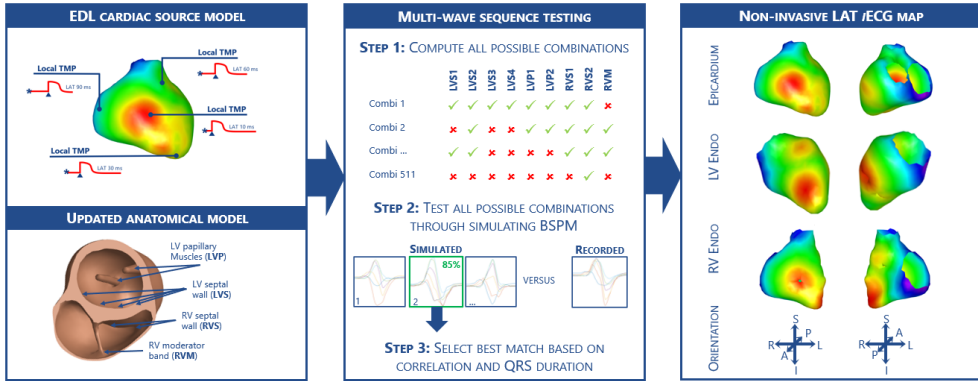 EDL CARDIAC SOURCE MODEL
Local TMP
Local TMP
LAT 60 ms
LAT 90 ms
Local TMP
LAT 10 ms
Local TMP
LAT 30 ms
UPDATED ANATOMICAL MODEL
LV papillary
Muscles (LVP)
LV septal
wall (LVS)
RV septal
wall (RVS)
RV moderator
band (RVM)
MULTI-WAVE SEQUENCE TESTING
STEP 1: COMPUTE ALL POSSIBLE COMBINATIONS
LVS1 LVS2 LVS3 LVS4 LVP1 LVP2 RVS1 RVS2 RVM
Combi 1 ✓ ✓ ✓ ✓ ✓ ✓ ✓ ✓ ✗
Combi 2 ✗ ✓ ✗ ✗ ✓ ✓ ✓ ✓ ✓
Combi ... ✓ ✓ ✗ ✗ ✗ ✗ ✓ ✓ ✓
Combi 511 ✗ ✗ ✗ ✗ ✗ ✗ ✗ ✓ ✗
STEP 2: TEST ALL POSSIBLE COMBINATIONS
THROUGH SIMULATING BSPM
SIMULATED
RECORDED
85%
VERSUS
1
2
...
STEP 3: SELECT BEST MATCH BASED ON
CORRELATION AND QRS DURATION
NON-INVASIVE LAT iECG MAP
EPICARDIUM
LV ENDO
RV ENDO
ORIENTATION
S
P
R
L
A
I
S
A
R
L
P
I